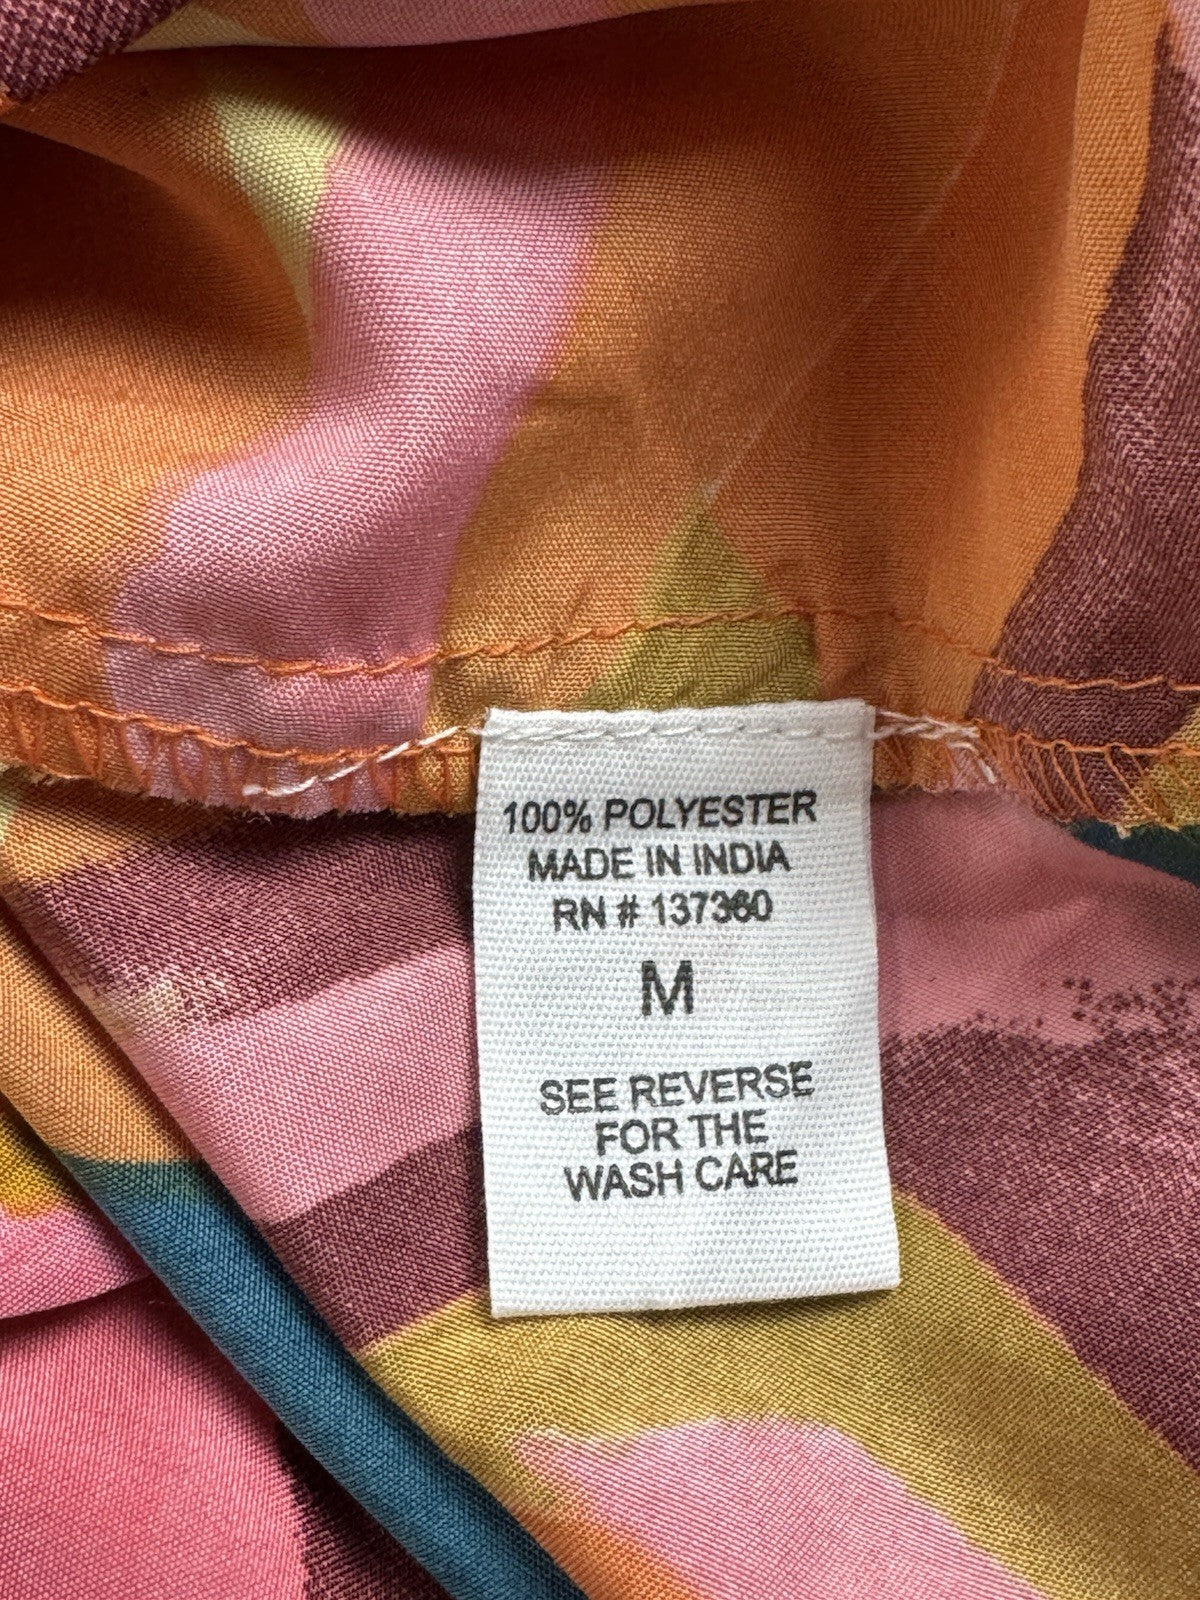 100% POLYESTER
MADE IN INDIA
RN # 137360
M
SEE REVERSE
FOR THE
WASH CARE